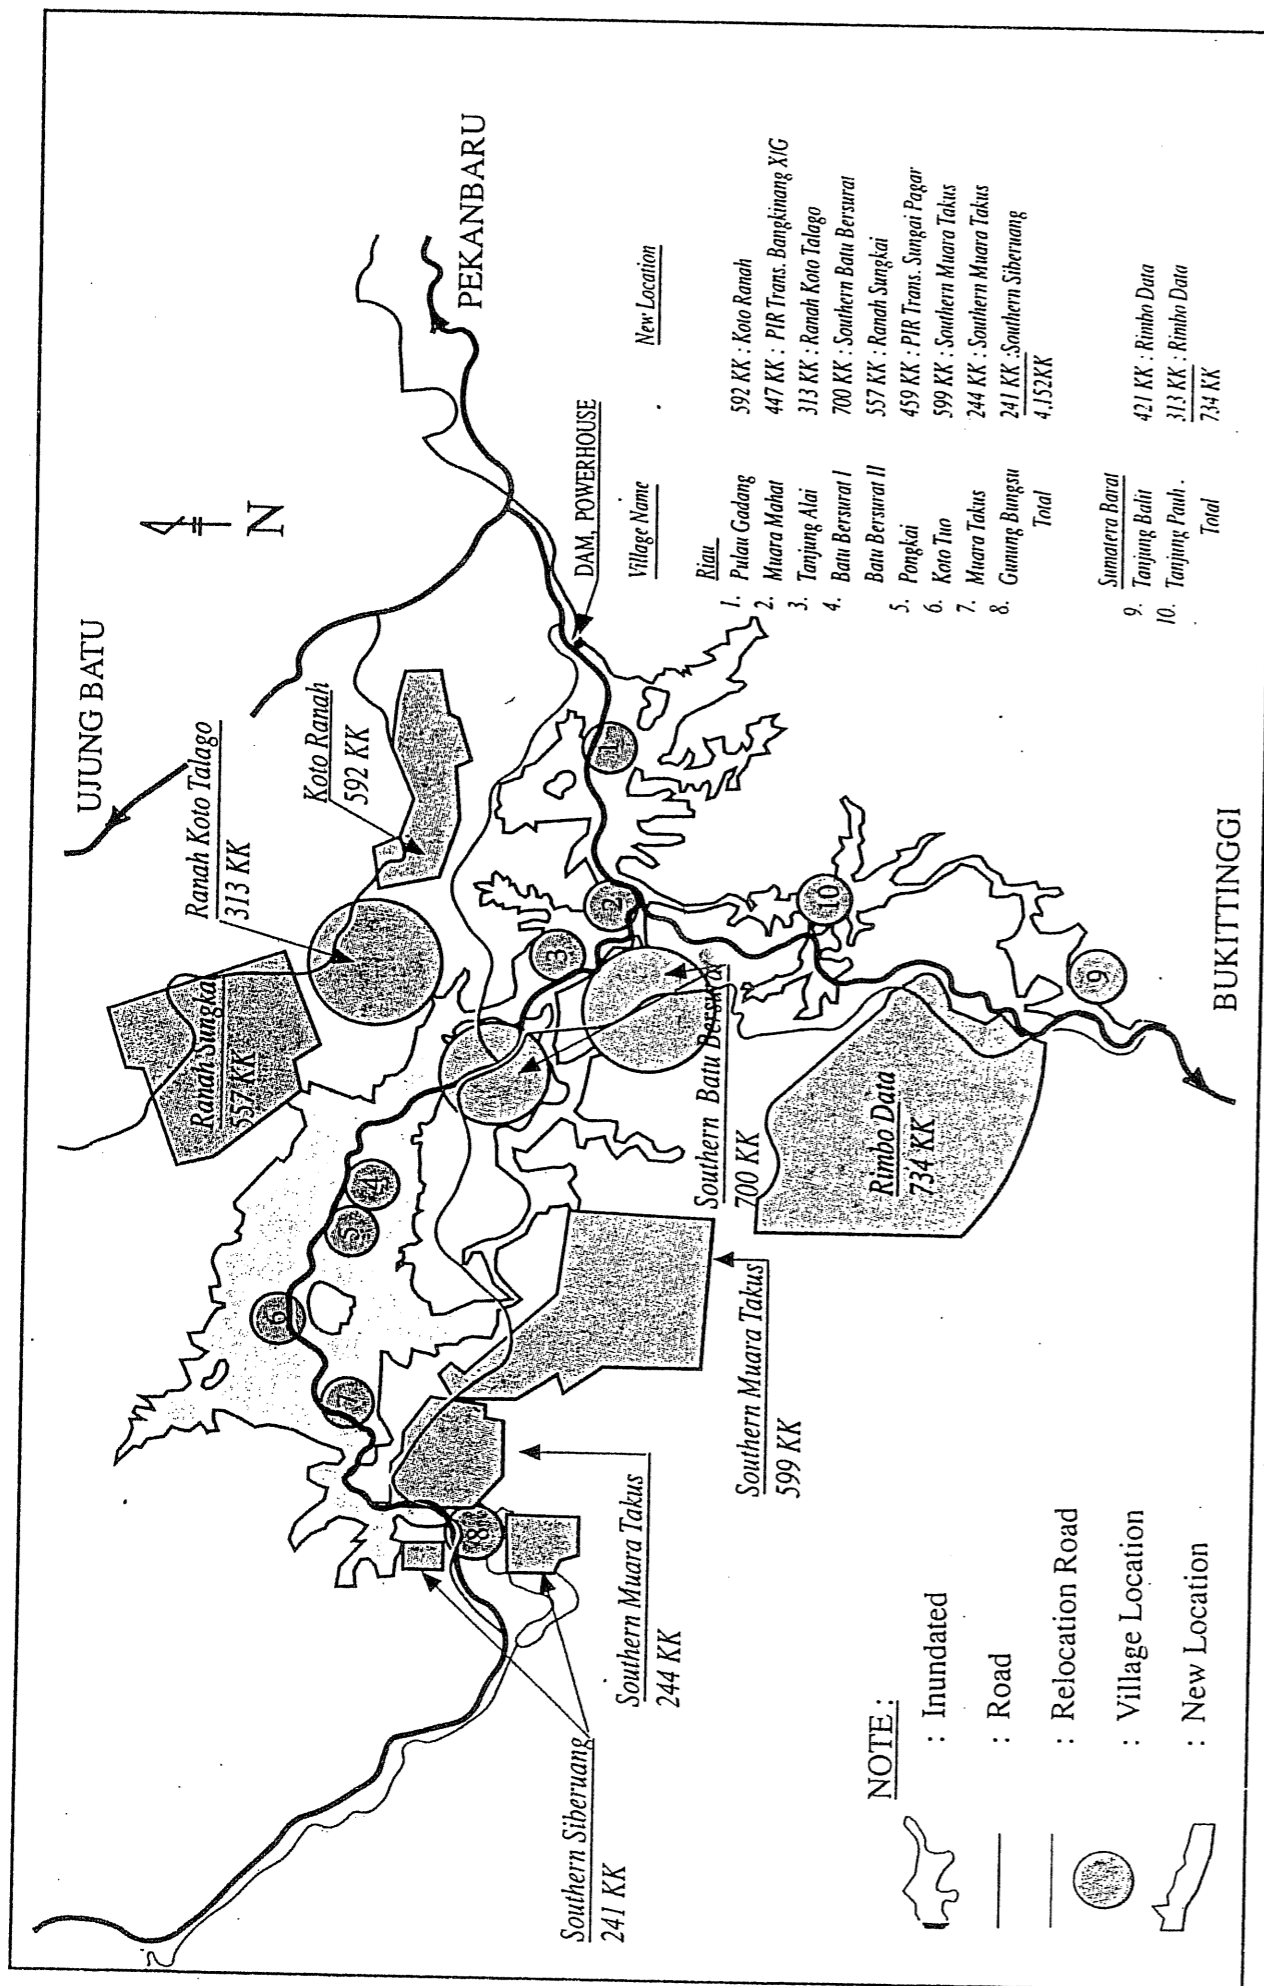 UJUNG BATU
PEKANBARU
N
Ranah Koto Talago
313 KK
Koto Ranah
592 KK
Ranah Sungkai
557 KK
DAM, POWERHOUSE
1
2
3
4
5
6
7
8
9
10
Southern Batu Bersurat
700 KK
Rimbo Data
734 KK
Southern Muara Takus
599 KK
Southern Muara Takus
244 KK
Southern Siberuang
241 KK
BUKITTINGGI
Village Name New Location
Riau
1. Pulau Gadang 592 KK : Koto Ranah
2. Muara Mahat 447 KK : PIR Trans. Bangkinang X/G
3. Tanjung Alai 313 KK : Ranah Koto Talago
4. Batu Bersurat I 700 KK : Southern Batu Bersurat
Batu Bersurat II 557 KK : Ranah Sungkai
5. Pongkai 459 KK : PIR Trans. Sungai Pagar
6. Koto Tuo 599 KK : Southern Muara Takus
7. Muara Takus 244 KK : Southern Muara Takus
8. Gunung Bungsu 241 KK :Southern Siberuang
Total 4,152KK
Sumatera Barat
9. Tanjung Balit 421 KK : Rimbo Data
10. Tanjung Pauh . 313 KK : Rimbo Data
Total 734 KK
NOTE :
: Inundated
: Road
: Relocation Road
: Village Location
: New Location